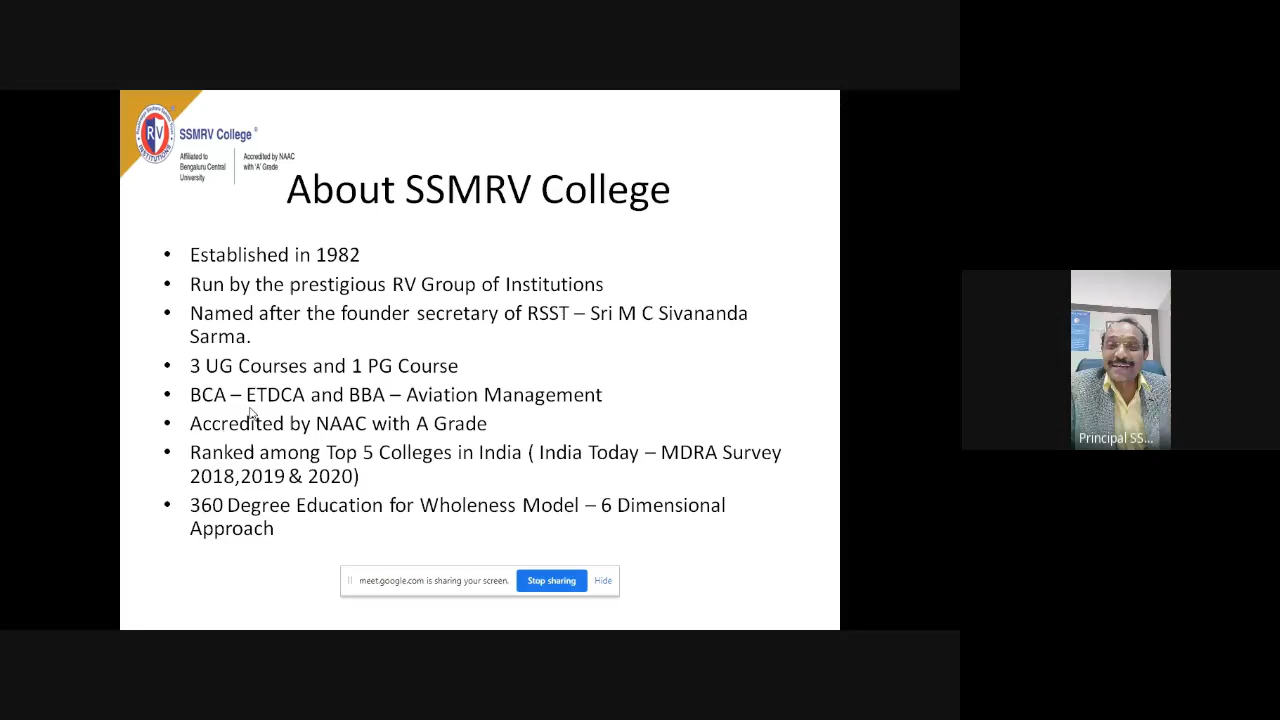 RV
SSMRV College ®
Affiliated to
Bengaluru Central
University
Accredited by NAAC
with 'A' Grade
About SSMRV College
• Established in 1982
• Run by the prestigious RV Group of Institutions
• Named after the founder secretary of RSST – Sri M C Sivananda
Sarma.
• 3 UG Courses and 1 PG Course
• BCA – ETDCA and BBA – Aviation Management
• Accredited by NAAC with A Grade
• Ranked among Top 5 Colleges in India ( India Today – MDRA Survey
2018,2019 & 2020)
• 360 Degree Education for Wholeness Model – 6 Dimensional
Approach
meet.google.com is sharing your screen. Stop sharing Hide
Principal SS...